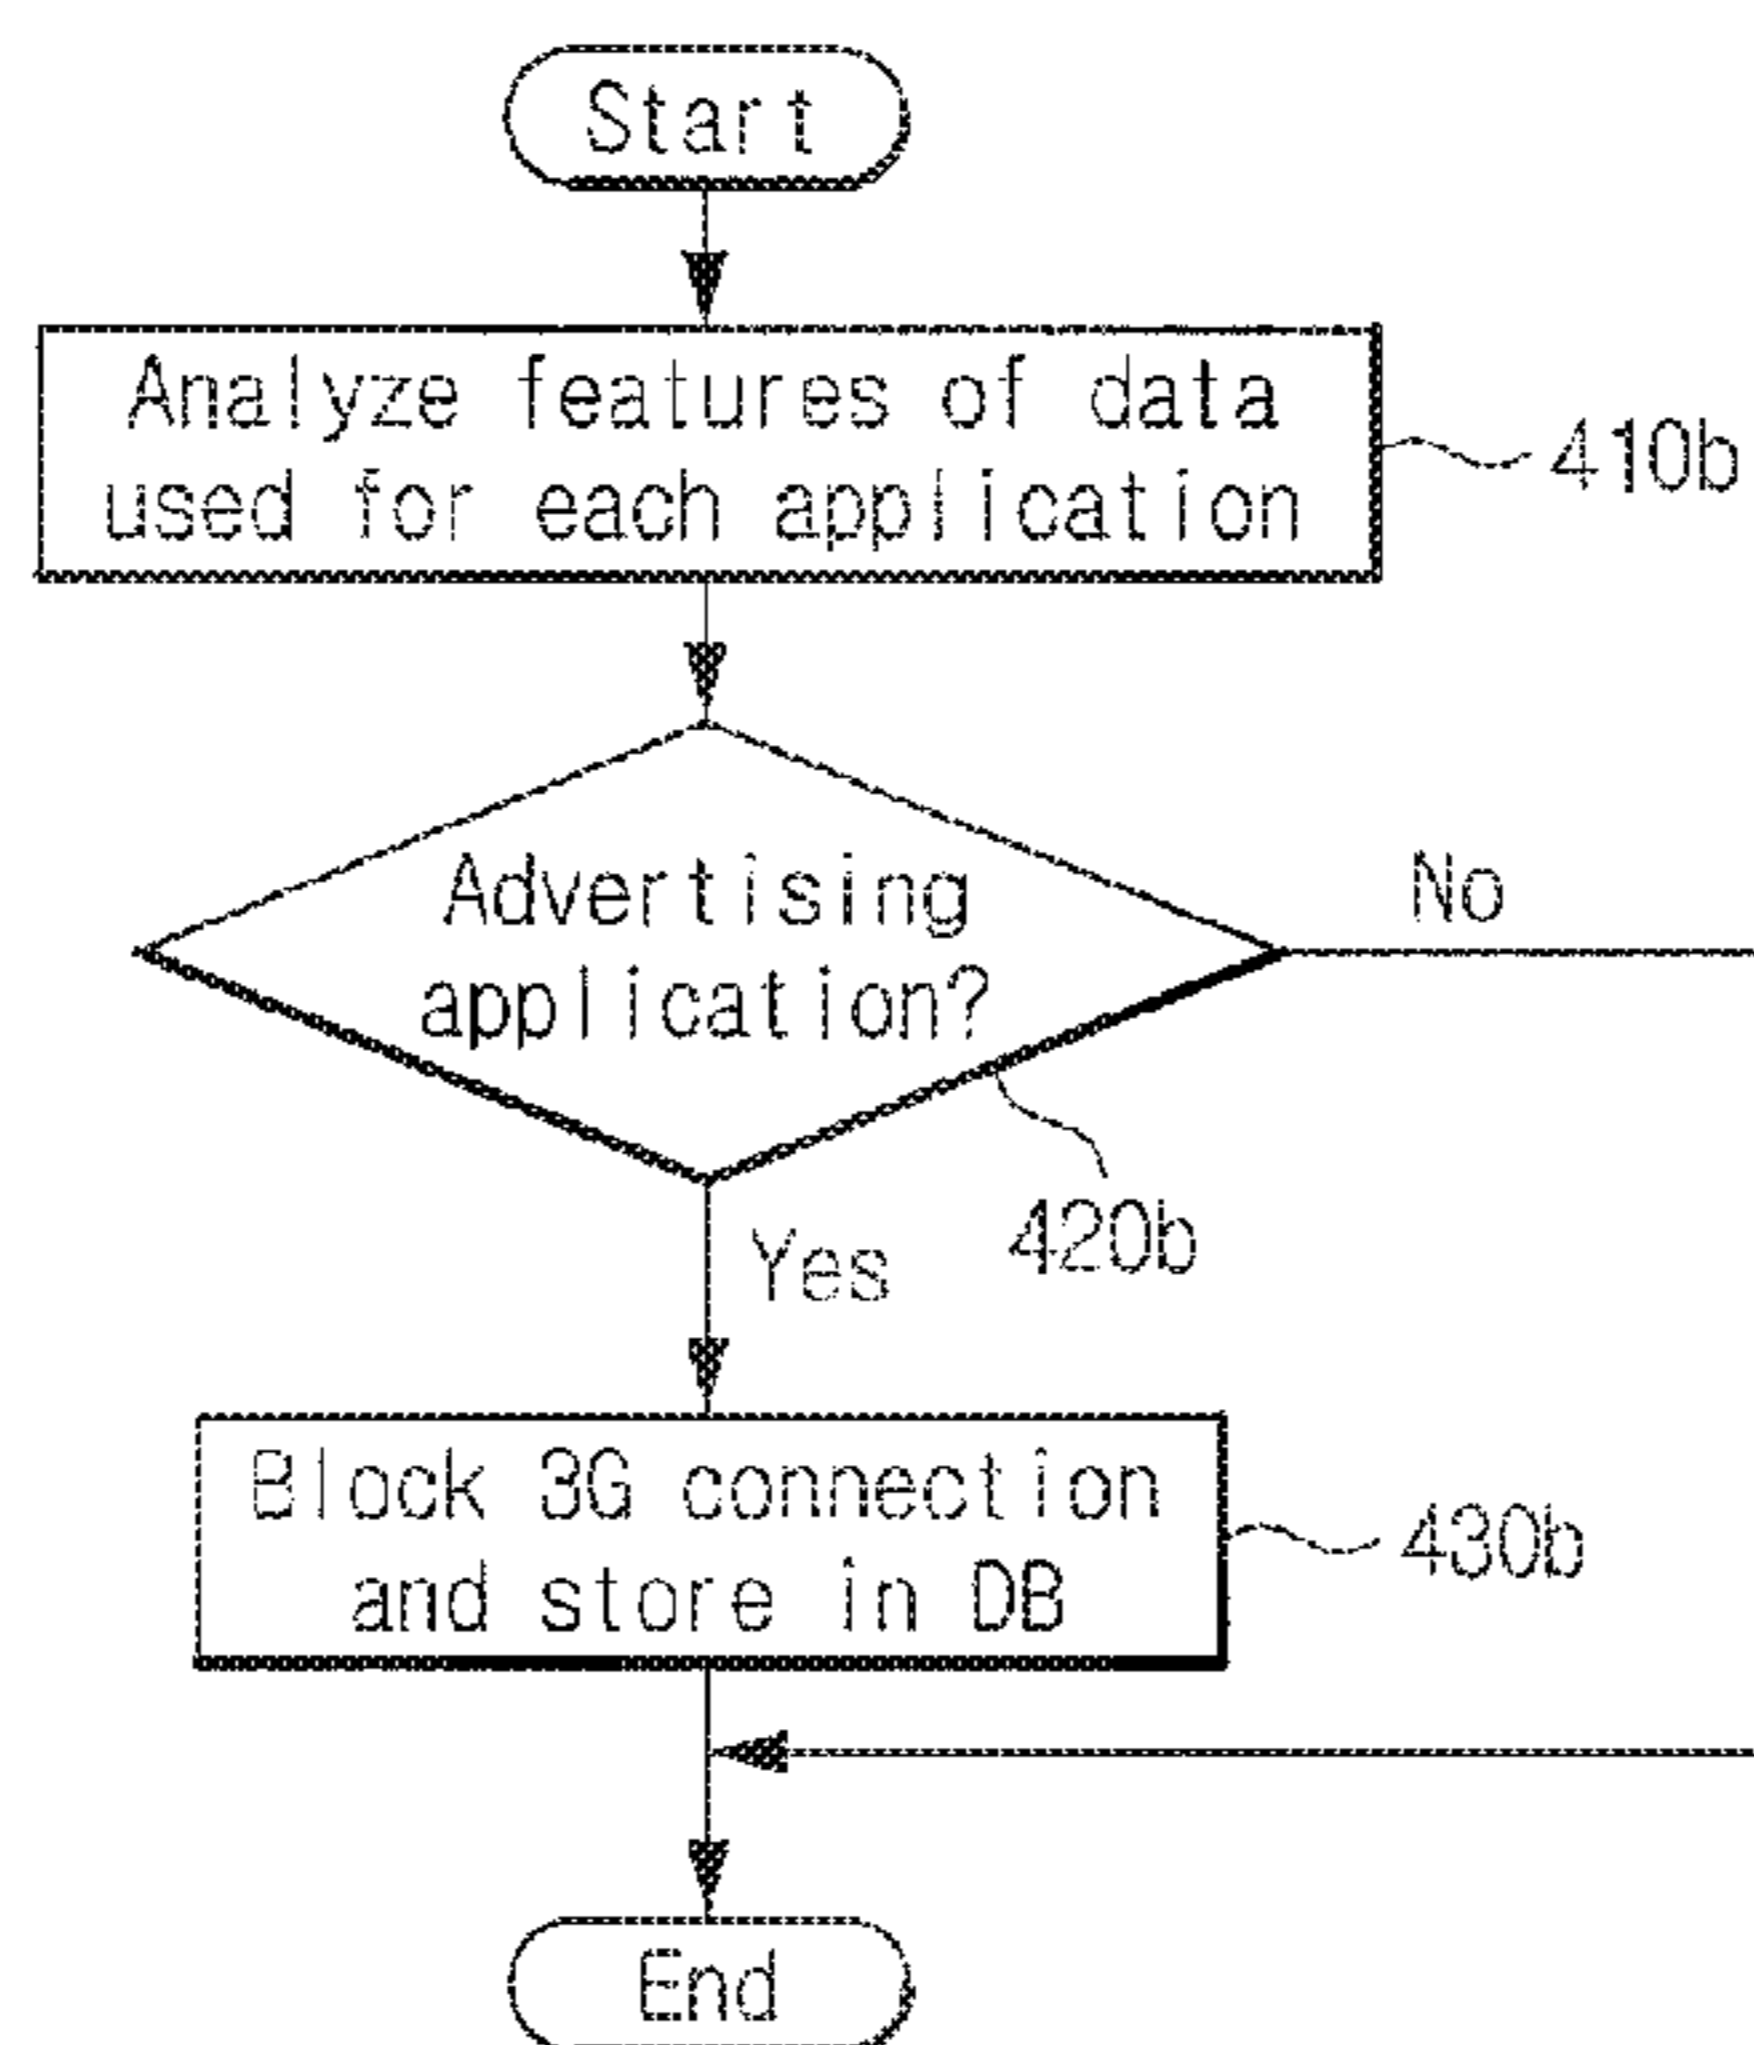 Start
Analyze features of data
used for each application
410b
Advertising
application?
No
420b
Yes
Block 3G connection
and store in DB
430b
End